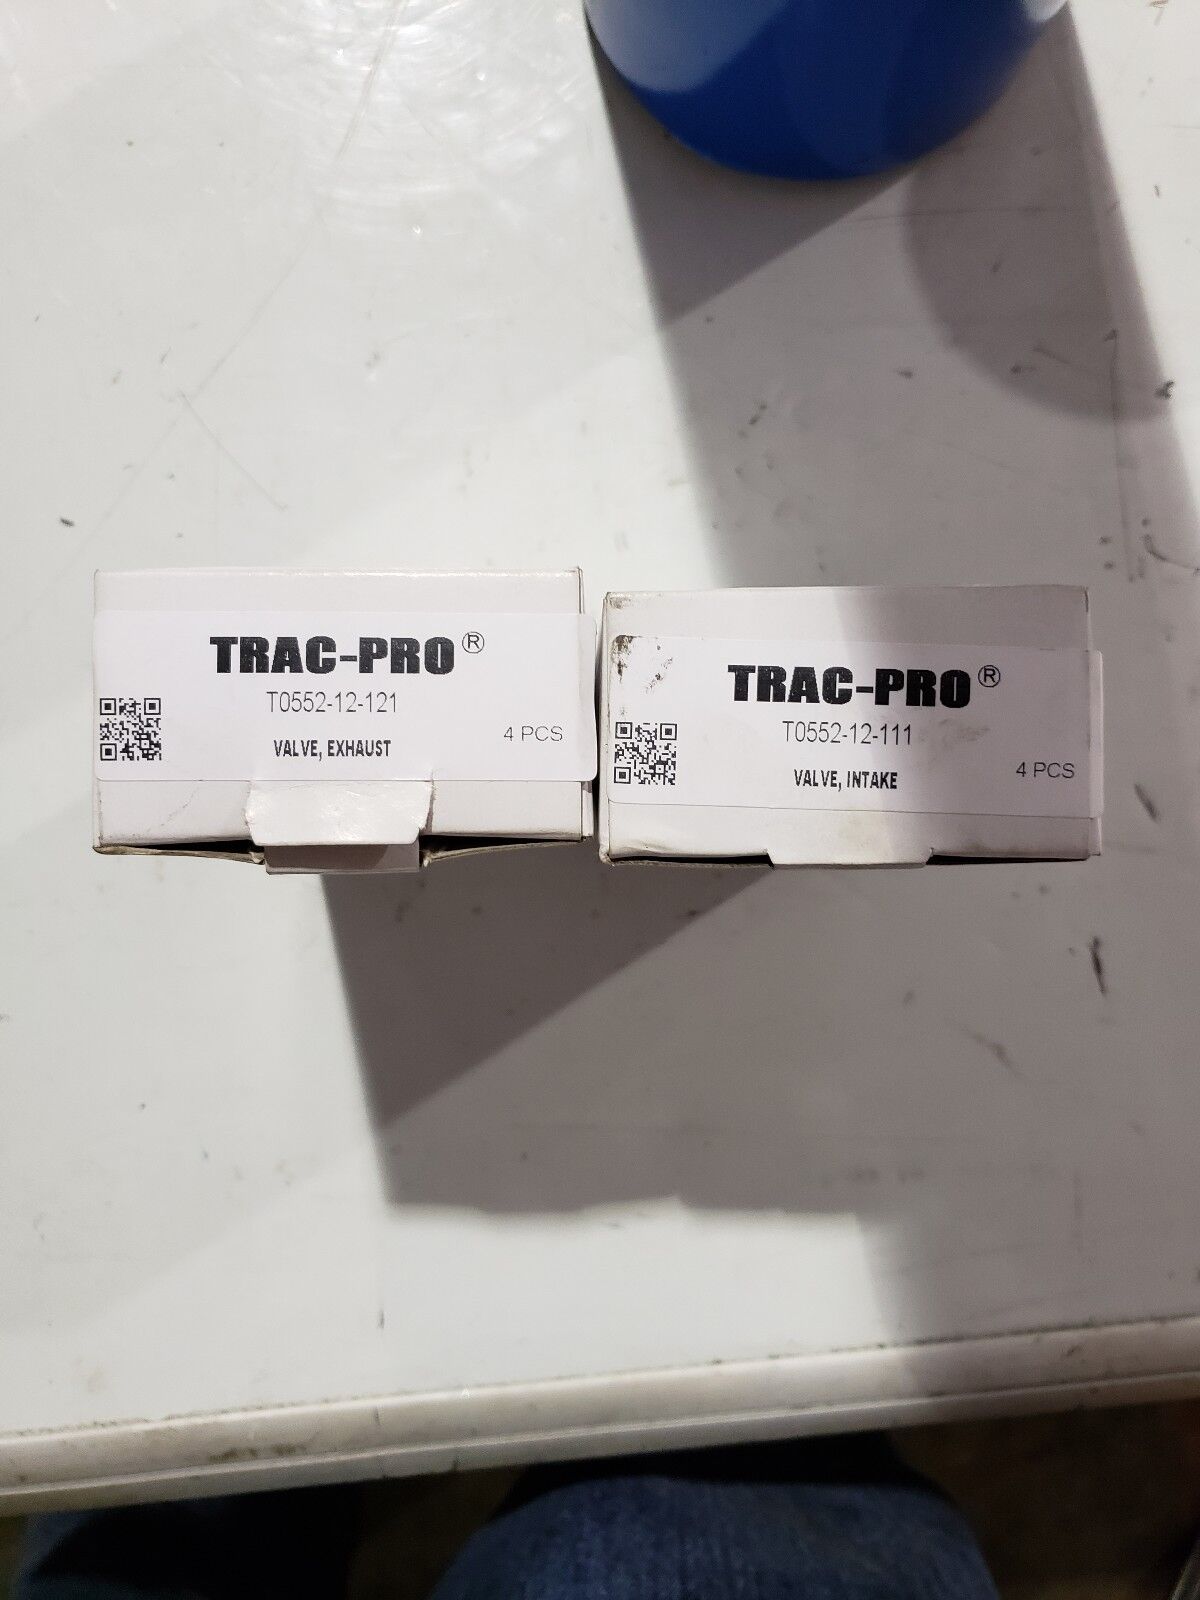 TRAC-PRO®
T0552-12-121
4 PCS
VALVE, EXHAUST
TRAC-PRO®
T0552-12-111
4 PCS
VALVE, INTAKE